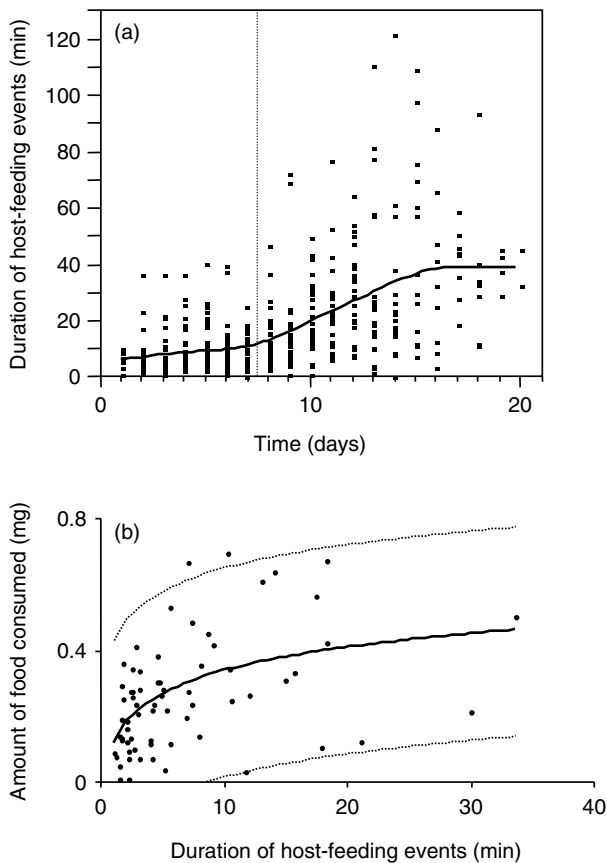 (a)
Duration of host-feeding events (min)
120
100
80
60
40
20
0
0 10 20
Time (days)
(b)
Amount of food consumed (mg)
0.8
0.4
0
0 10 20 30 40
Duration of host-feeding events (min)